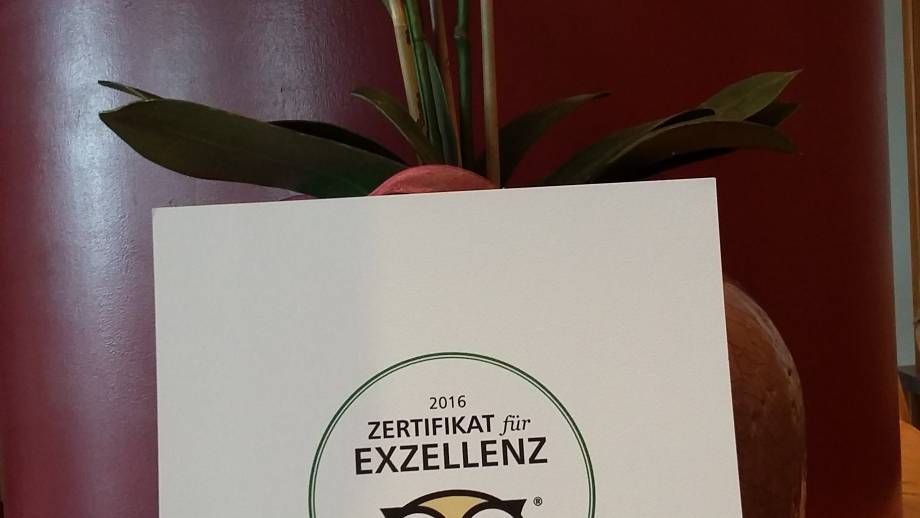 2016
ZERTIFIKAT für
EXZELLENZ
®